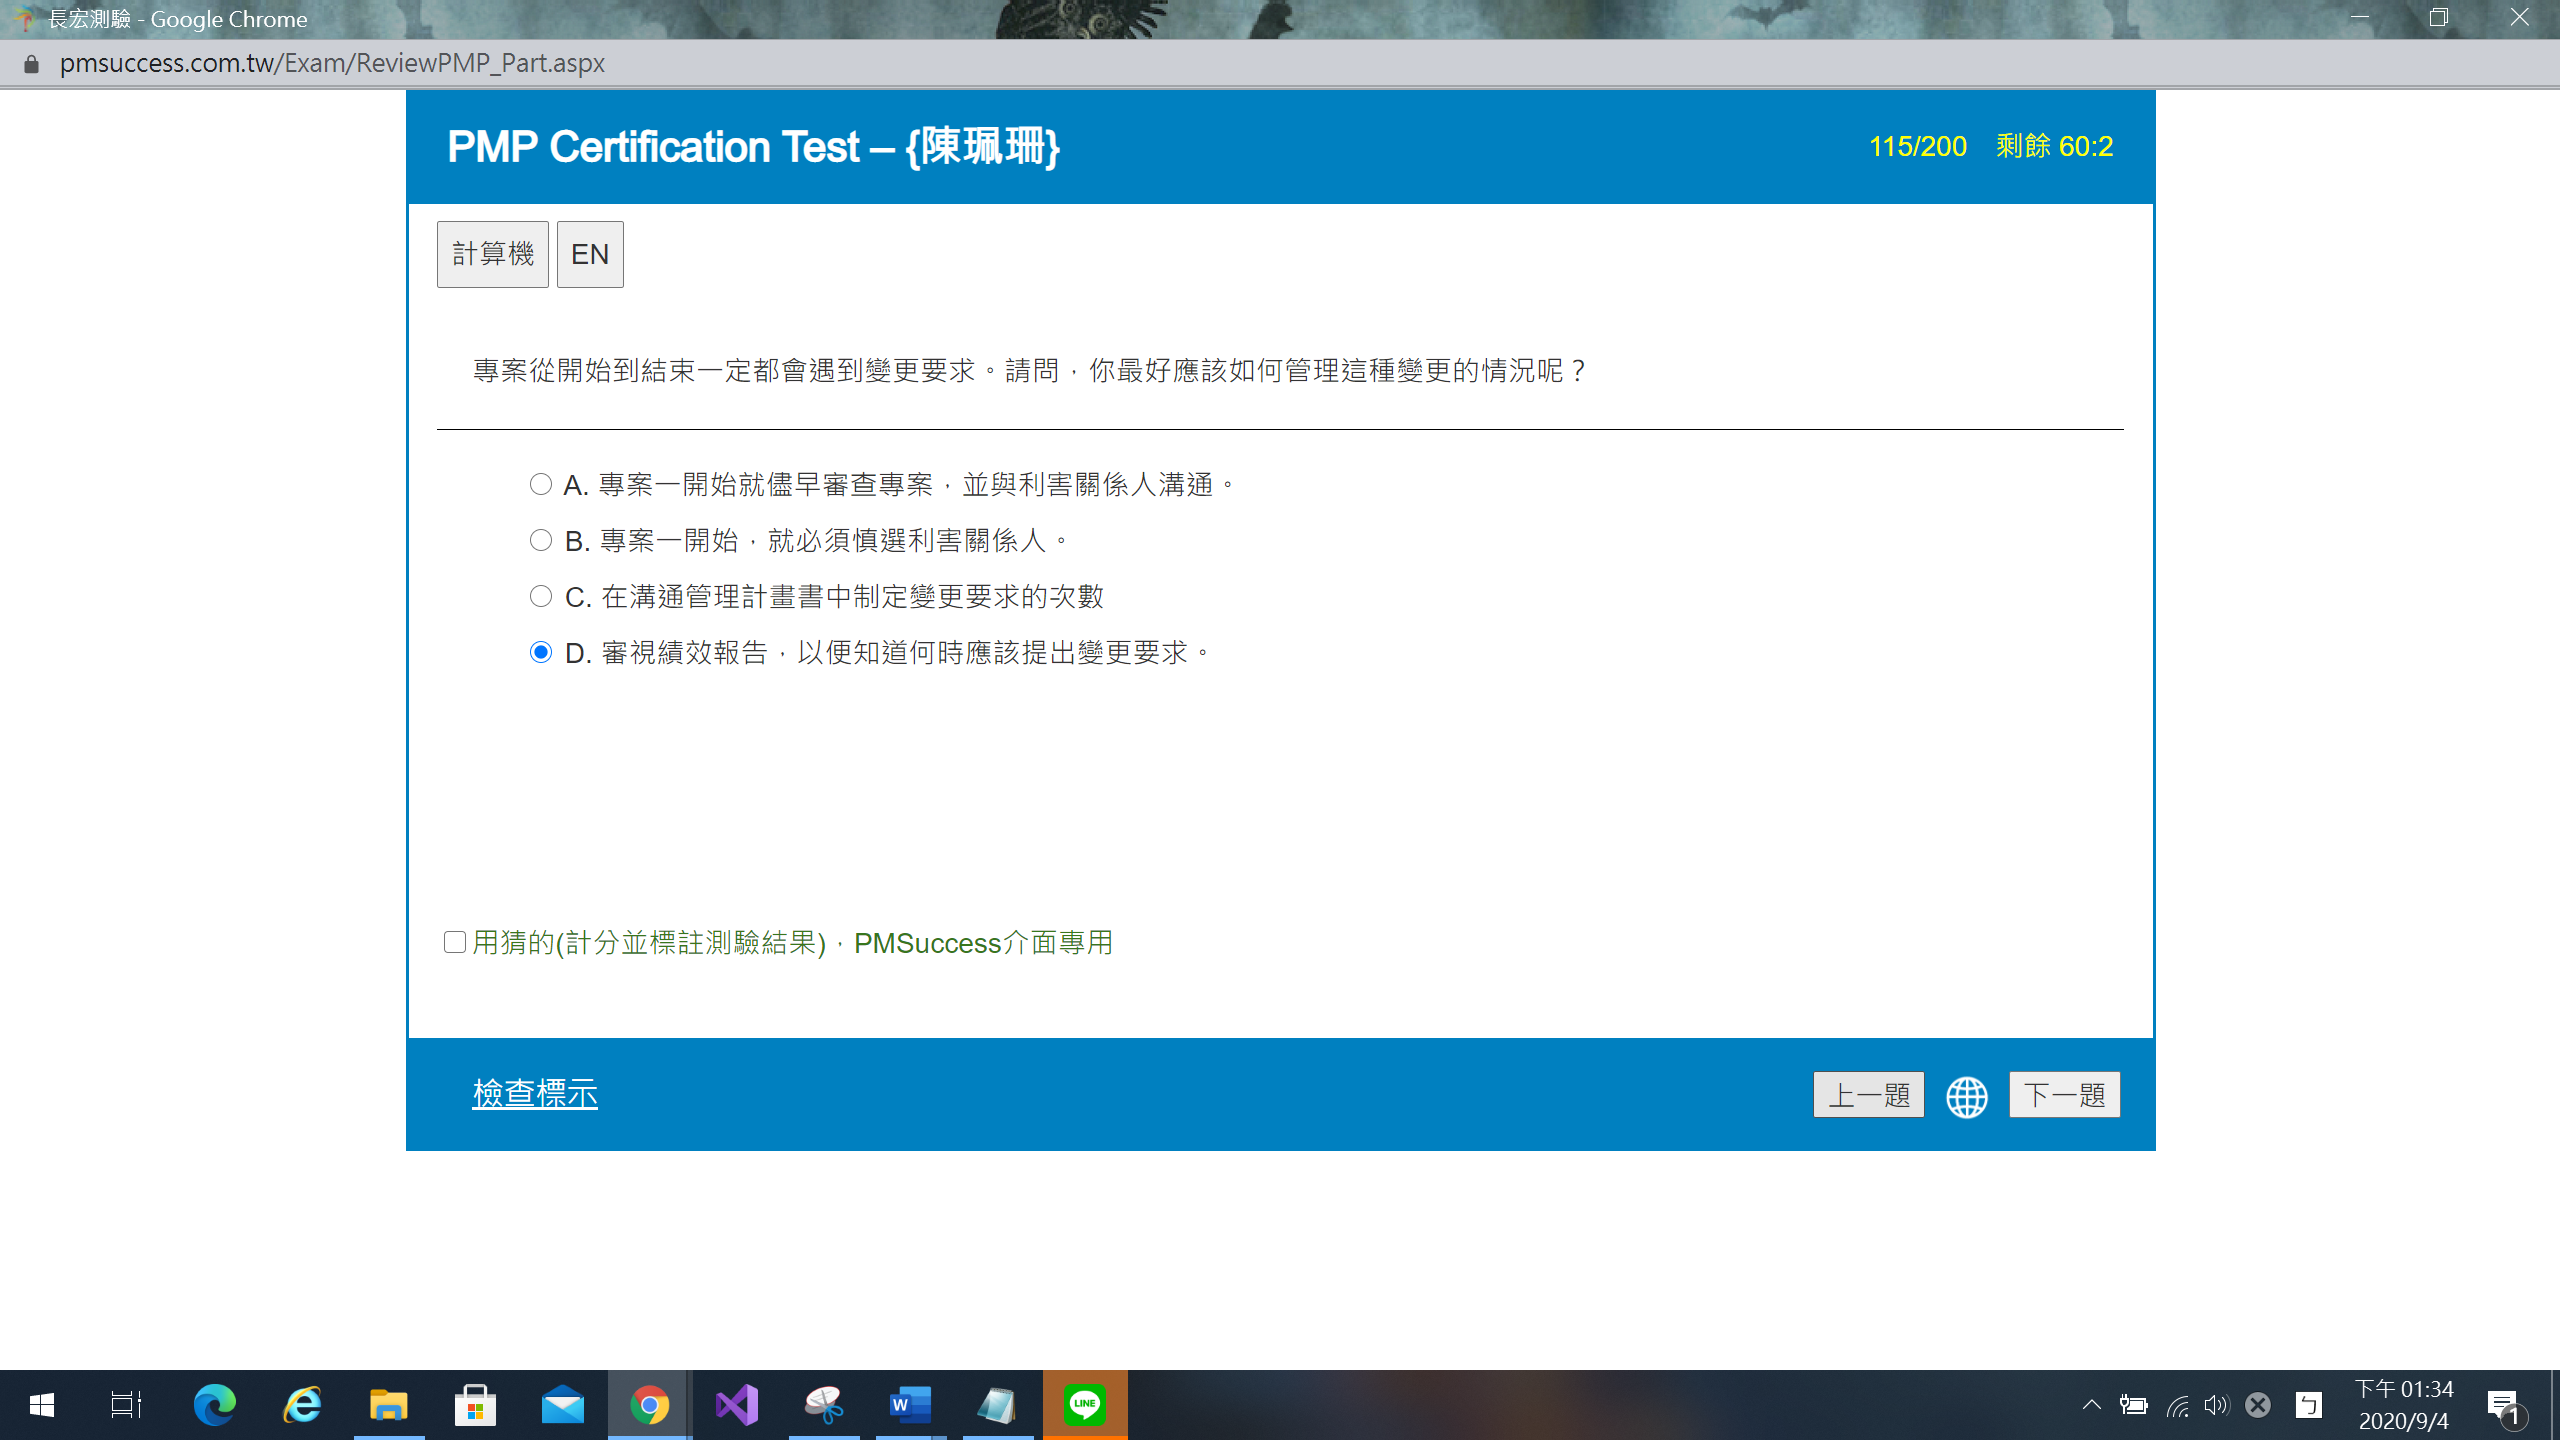 長宏測驗 - Google Chrome
pmsuccess.com.tw/Exam/ReviewPMP_Part.aspx
PMP Certification Test – {陳珮珊}
115/200 剩餘 60:2
計算機 EN
專案從開始到結束一定都會遇到變更要求。請問，你最好應該如何管理這種變更的情況呢？
A. 專案一開始就儘早審查專案，並與利害關係人溝通。
B. 專案一開始，就必須慎選利害關係人。
C. 在溝通管理計畫書中制定變更要求的次數
D. 審視績效報告，以便知道何時應該提出變更要求。
用猜的(計分並標註測驗結果)，PMSuccess介面專用
檢查標示
上一題 下一題
W
LINE
ㄅ
下午 01:34
2020/9/4
1